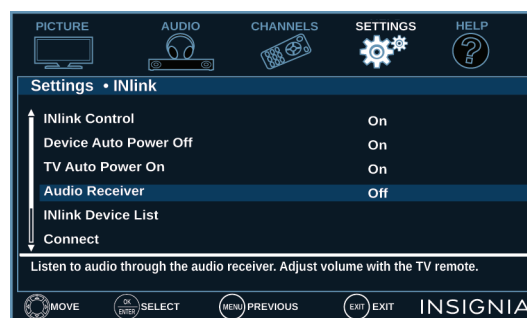 PICTURE AUDIO CHANNELS SETTINGS HELP
?
Settings • INlink
INlink Control On
Device Auto Power Off On
TV Auto Power On On
Audio Receiver Off
INlink Device List
Connect
Listen to audio through the audio receiver. Adjust volume with the TV remote.
MOVE OK ENTER SELECT MENU PREVIOUS EXIT EXIT INSIGNIA